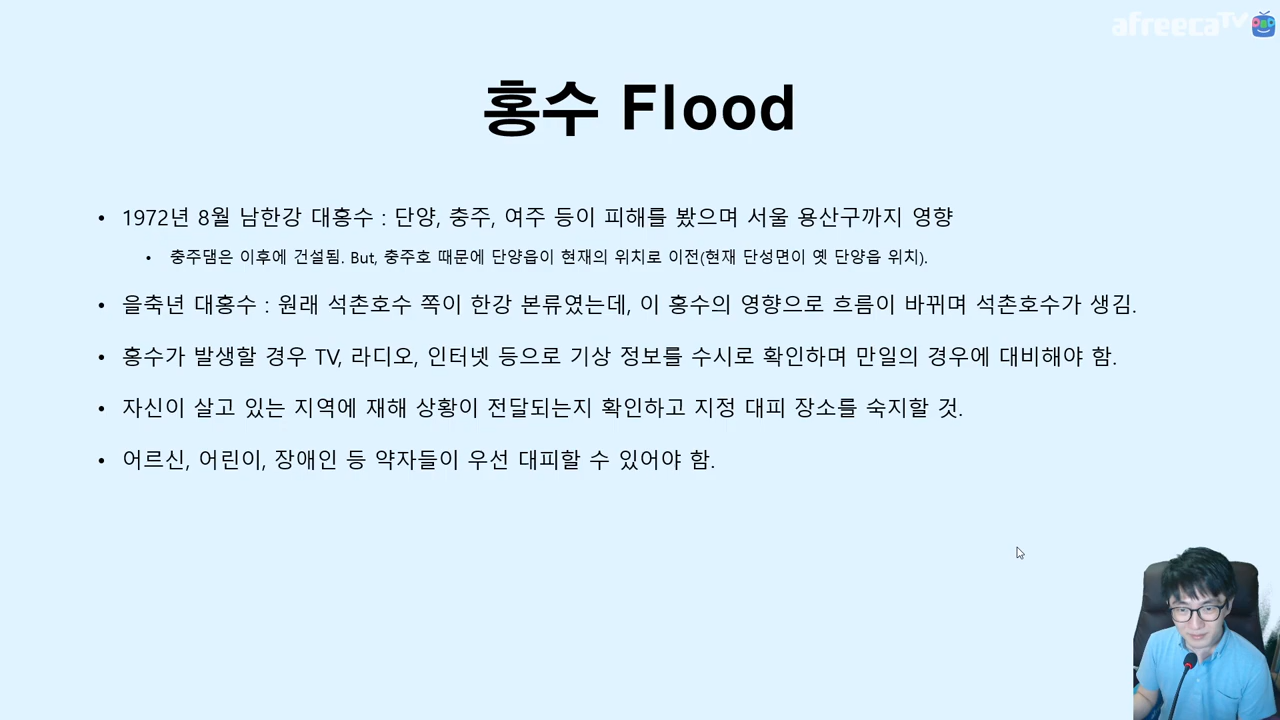 afreecaTV
홍수 Flood
• 1972년 8월 남한강 대홍수 : 단양, 충주, 여주 등이 피해를 봤으며 서울 용산구까지 영향
• 충주댐은 이후에 건설됨. But, 충주호 때문에 단양읍이 현재의 위치로 이전(현재 단성면이 옛 단양읍 위치).
• 을축년 대홍수 : 원래 석촌호수 쪽이 한강 본류였는데, 이 홍수의 영향으로 흐름이 바뀌며 석촌호수가 생김.
• 홍수가 발생할 경우 TV, 라디오, 인터넷 등으로 기상 정보를 수시로 확인하며 만일의 경우에 대비해야 함.
• 자신이 살고 있는 지역에 재해 상황이 전달되는지 확인하고 지정 대피 장소를 숙지할 것.
• 어르신, 어린이, 장애인 등 약자들이 우선 대피할 수 있어야 함.